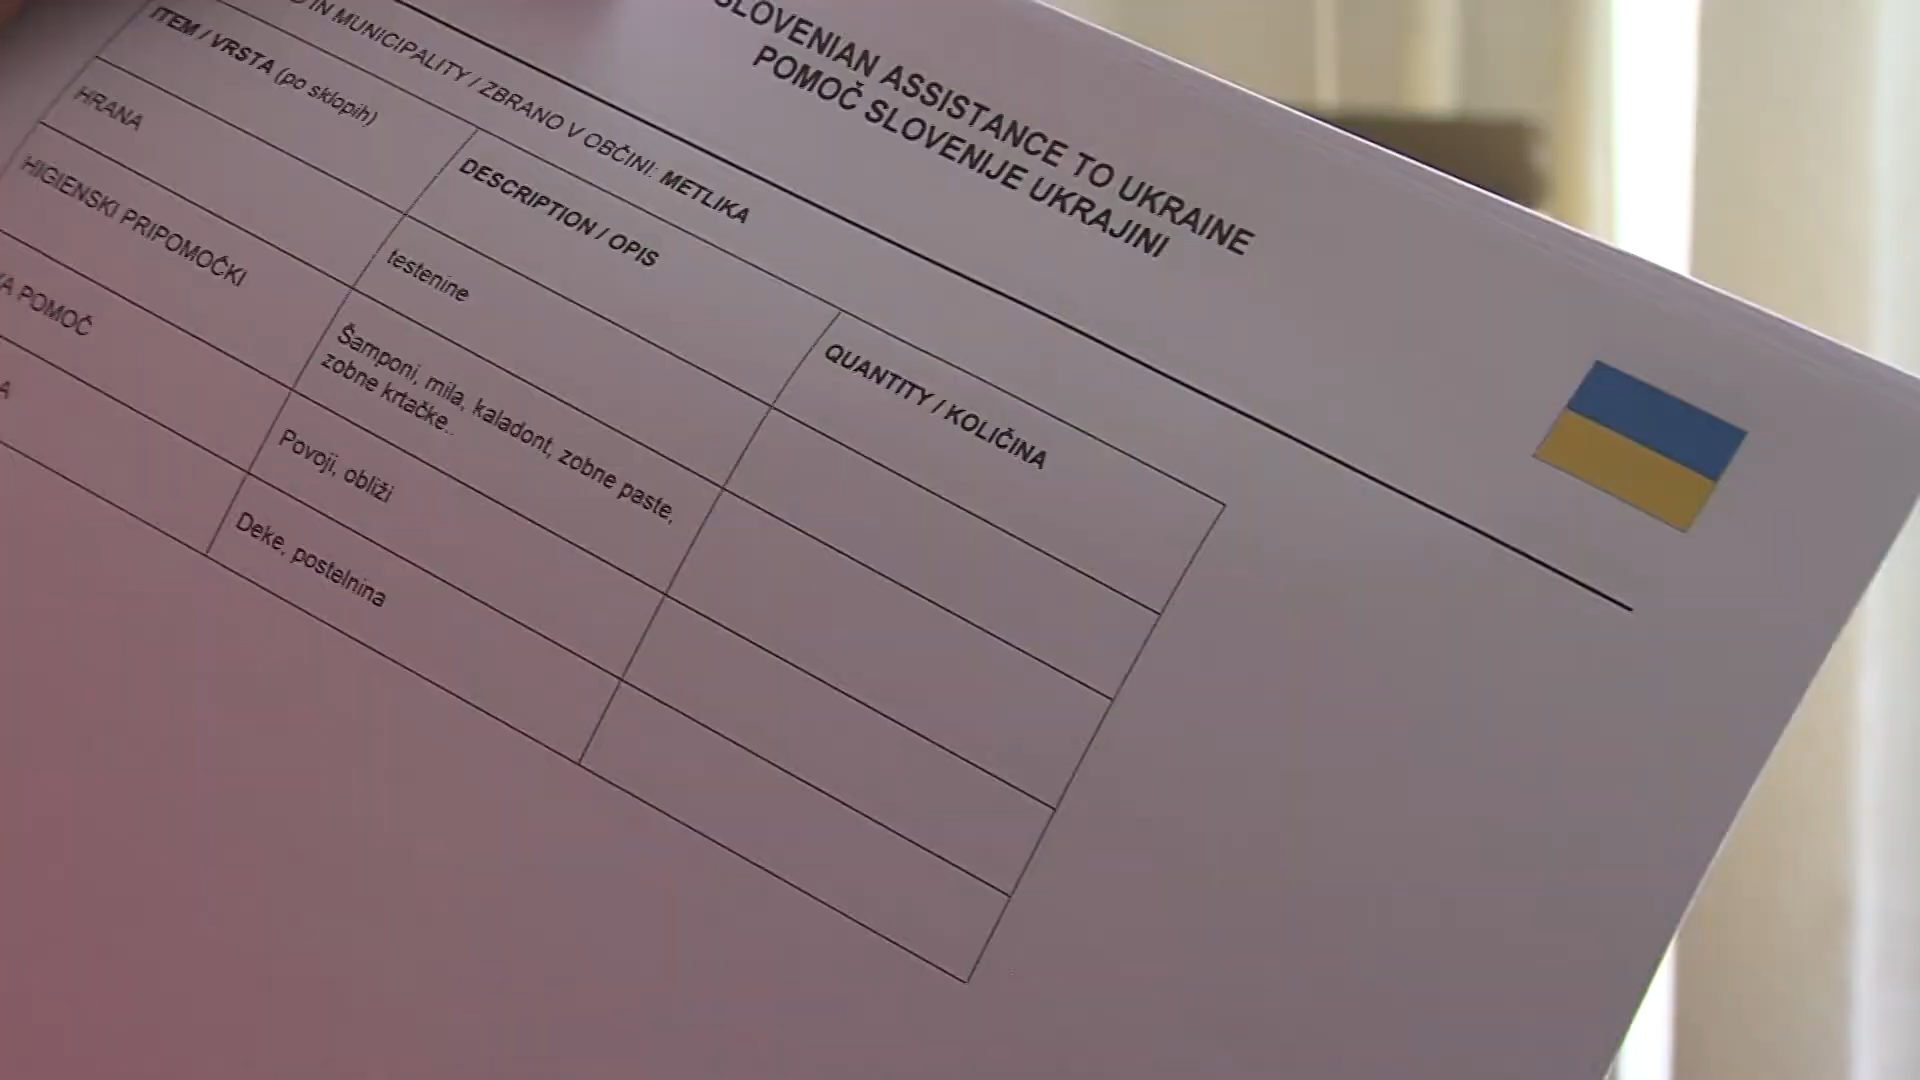 SLOVENIAN ASSISTANCE TO UKRAINE
POMOČ SLOVENIJE UKRAJINI
IN MUNICIPALITY / ZBRANO V OBČINI: METLIKA
ITEM / VRSTA (po sklopih)
DESCRIPTION / OPIS
QUANTITY / KOLIČINA
HRANA
testenine
HIGIENSKI PRIPOMOČKI
Šamponi, mila, kaladont, zobne paste,
zobne krtačke..
POMOČ
Povoji, obliži
Deke, postelnina